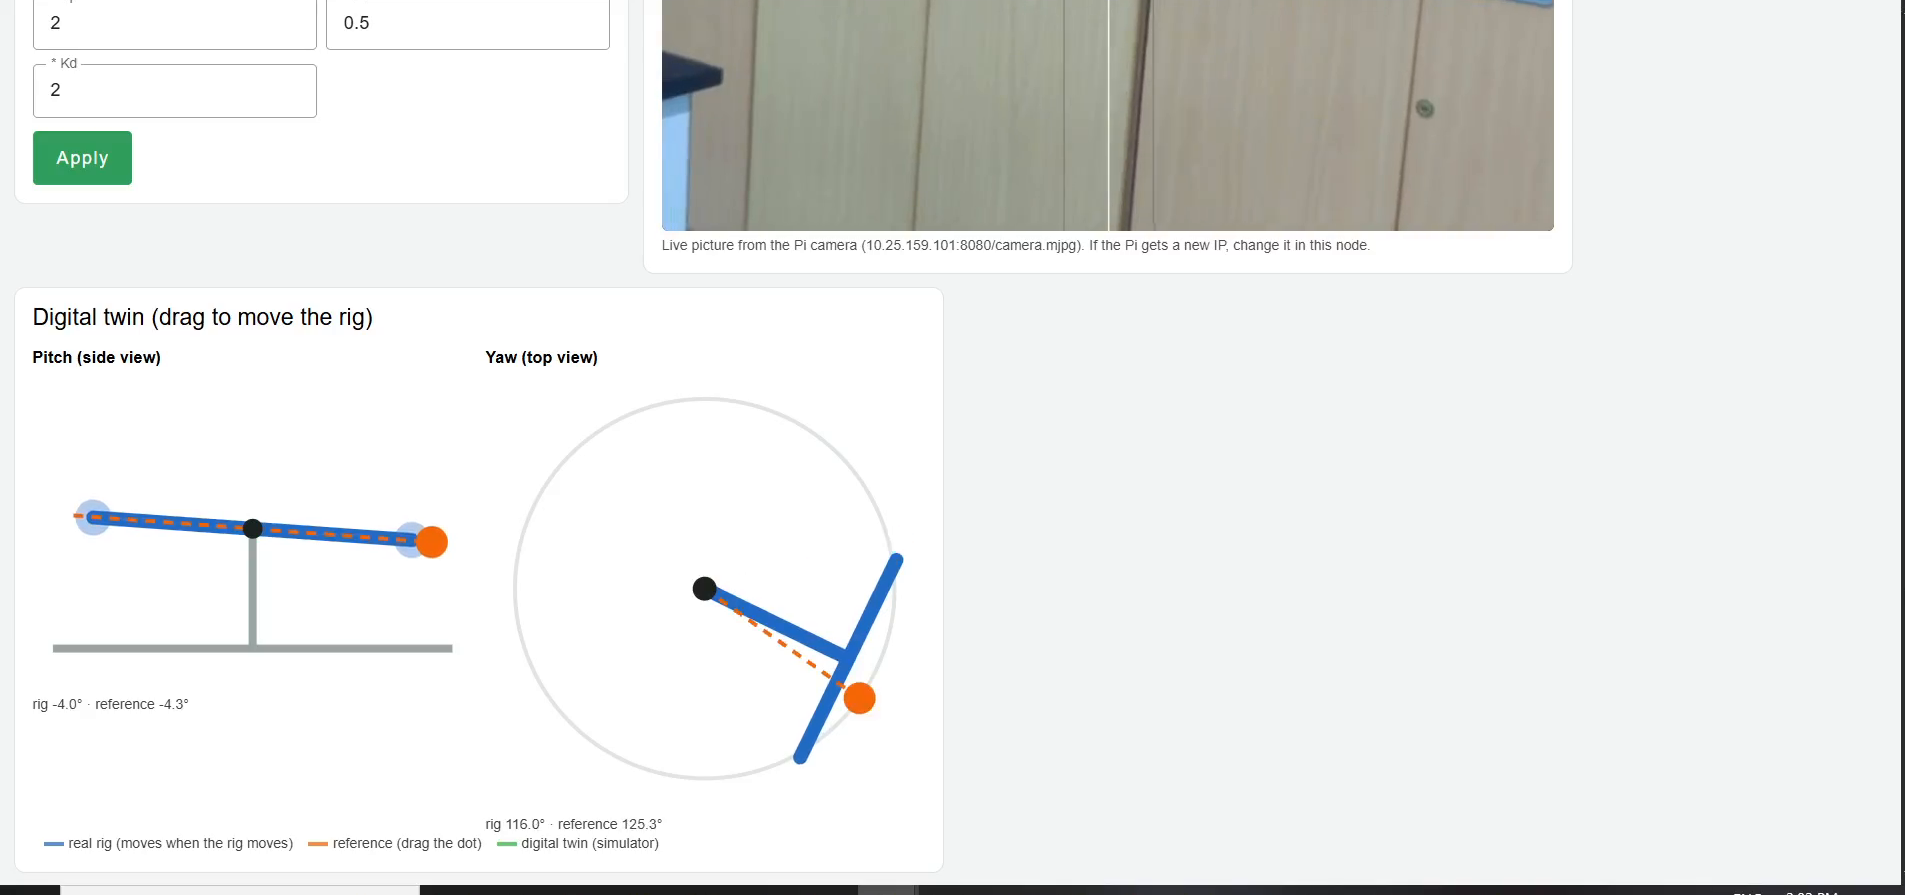 2
0.5
* Kd
2
Apply
Live picture from the Pi camera (10.25.159.101:8080/camera.mjpg). If the Pi gets a new IP, change it in this node.
Digital twin (drag to move the rig)
Pitch (side view)
Yaw (top view)
rig -4.0° · reference -4.3°
rig 116.0° · reference 125.3°
real rig (moves when the rig moves)
reference (drag the dot)
digital twin (simulator)